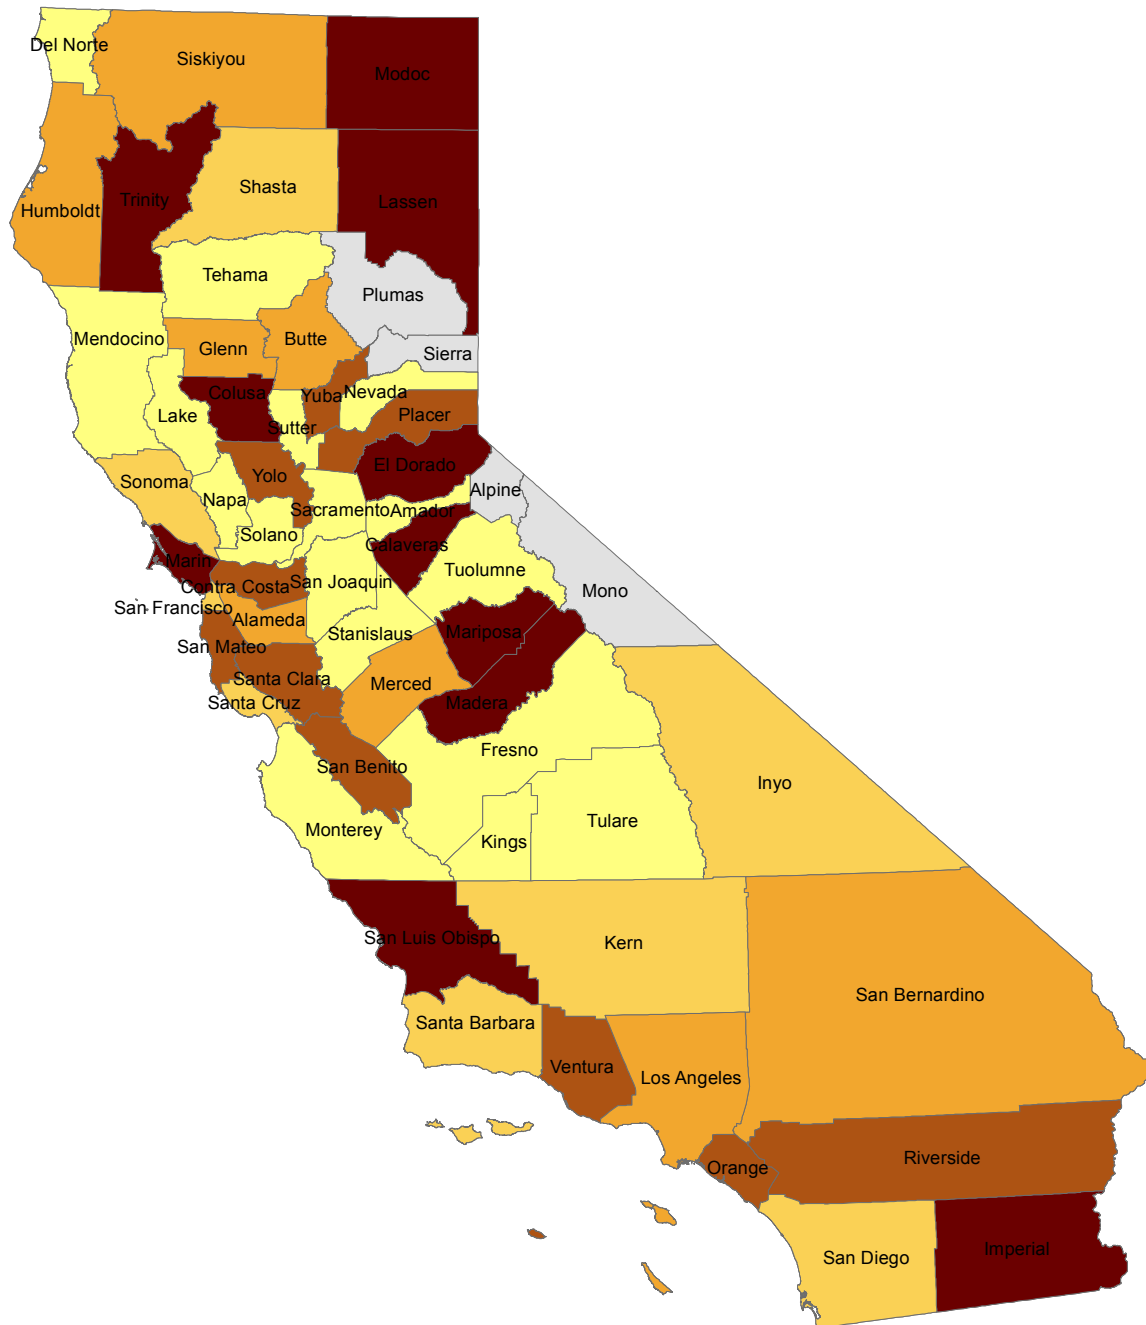 Del Norte
Siskiyou
Modoc
Humboldt
Trinity
Shasta
Lassen
Tehama
Plumas
Mendocino
Glenn
Butte
Sierra
Colusa
Lake
Sutter
Yuba
Nevada
Placer
Sonoma
Napa
Yolo
El Dorado
Alpine
Sacramento
Amador
Solano
Calaveras
Marin
Contra Costa
San Joaquin
Tuolumne
Mono
San Francisco
Alameda
Stanislaus
Mariposa
San Mateo
Santa Clara
Merced
Santa Cruz
Madera
San Benito
Fresno
Inyo
Monterey
Kings
Tulare
San Luis Obispo
Kern
San Bernardino
Santa Barbara
Ventura
Los Angeles
Orange
Riverside
San Diego
Imperial